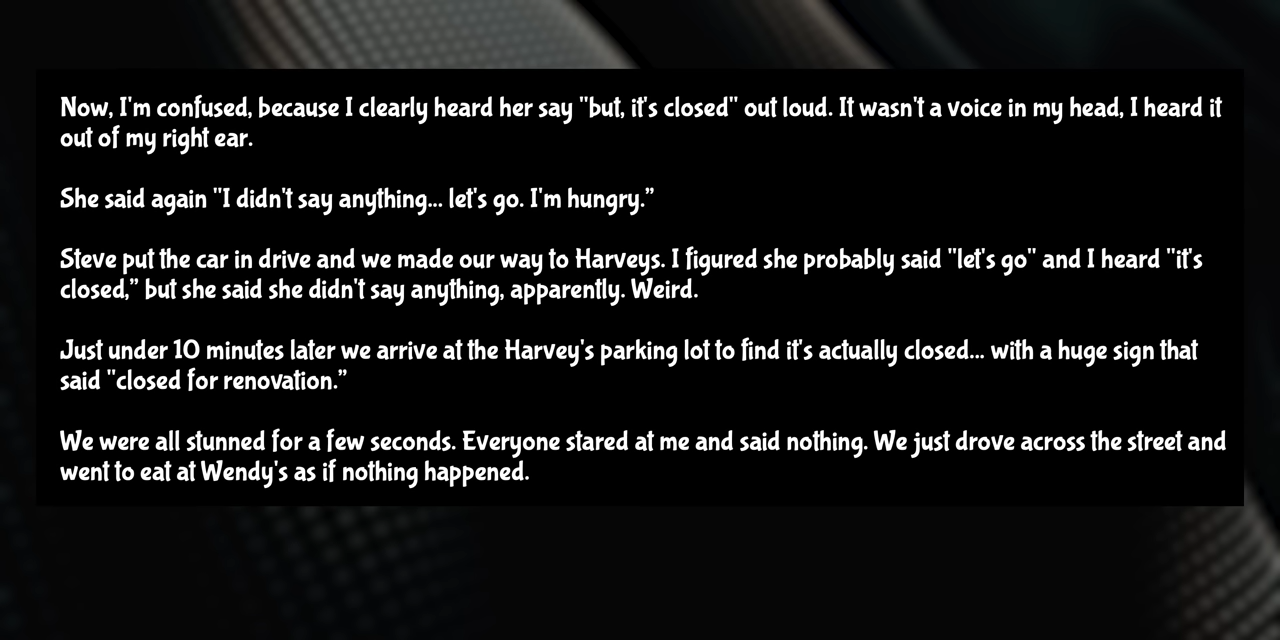 Now, I'm confused, because I clearly heard her say "but, it's closed" out loud. It wasn't a voice in my head, I heard it
out of my right ear.
She said again "I didn't say anything... let's go. I'm hungry.”
Steve put the car in drive and we made our way to Harveys. I figured she probably said "let's go" and I heard "it's
closed,” but she said she didn't say anything, apparently. Weird.
Just under 10 minutes later we arrive at the Harvey's parking lot to find it's actually closed... with a huge sign that
said "closed for renovation.”
We were all stunned for a few seconds. Everyone stared at me and said nothing. We just drove across the street and
went to eat at Wendy's as if nothing happened.